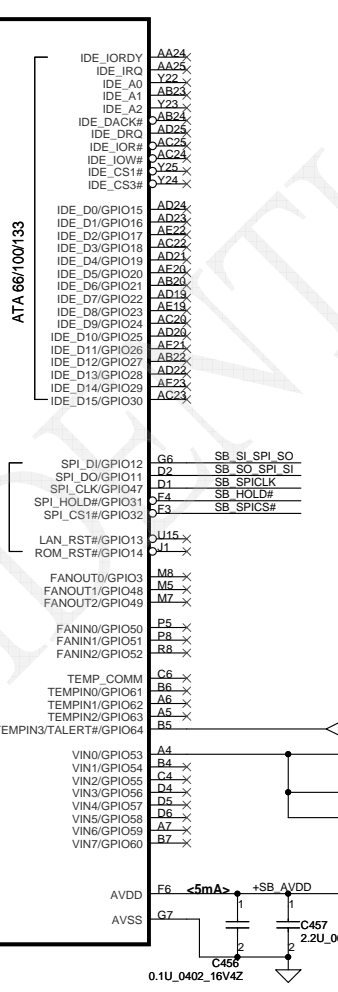 ATA 66/100/133
IDE_IORDY AA24
IDE_IRQ AA25
IDE_A0 Y22
IDE_A1 AB23
IDE_A2 Y23
IDE_DACK# AB24
IDE_DRQ AD25
IDE_IOR# AC25
IDE_IOW# AC24
IDE_CS1# Y25
IDE_CS3# Y24
IDE_D0/GPIO15 AD24
IDE_D1/GPIO16 AD23
IDE_D2/GPIO17 AE22
IDE_D3/GPIO18 AC22
IDE_D4/GPIO19 AD21
IDE_D5/GPIO20 AE20
IDE_D6/GPIO21 AB20
IDE_D7/GPIO22 AD19
IDE_D8/GPIO23 AE19
IDE_D9/GPIO24 AC20
IDE_D10/GPIO25 AD20
IDE_D11/GPIO26 AE21
IDE_D12/GPIO27 AB22
IDE_D13/GPIO28 AD22
IDE_D14/GPIO29 AE23
IDE_D15/GPIO30 AC23
SPI_DI/GPIO12 G6 SB_SI_SPI_SO
SPI_DO/GPIO11 D2 SB_SO_SPI_SI
SPI_CLK/GPIO47 D1 SB_SPICLK
SPI_HOLD#/GPIO31 F4 SB_HOLD#
SPI_CS1#/GPIO32 F3 SB_SPICS#
LAN_RST#/GPIO13 U15
ROM_RST#/GPIO14 J1
FANOUT0/GPIO3 M8
FANOUT1/GPIO48 M5
FANOUT2/GPIO49 M7
FANIN0/GPIO50 P5
FANIN1/GPIO51 P8
FANIN2/GPIO52 R8
TEMP_COMM C6
TEMPIN0/GPIO61 B6
TEMPIN1/GPIO62 A6
TEMPIN2/GPIO63 A5
TEMPIN3/TALERT#/GPIO64 B5
VIN0/GPIO53 A4
VIN1/GPIO54 B4
VIN2/GPIO55 C4
VIN3/GPIO56 D4
VIN4/GPIO57 D5
VIN5/GPIO58 D6
VIN6/GPIO59 A7
VIN7/GPIO60 B7
AVDD F6 <5mA> +SB_AVDD
1 1
AVSS G7
C457
2.2U_0
2 2
C456
0.1U_0402_16V4Z